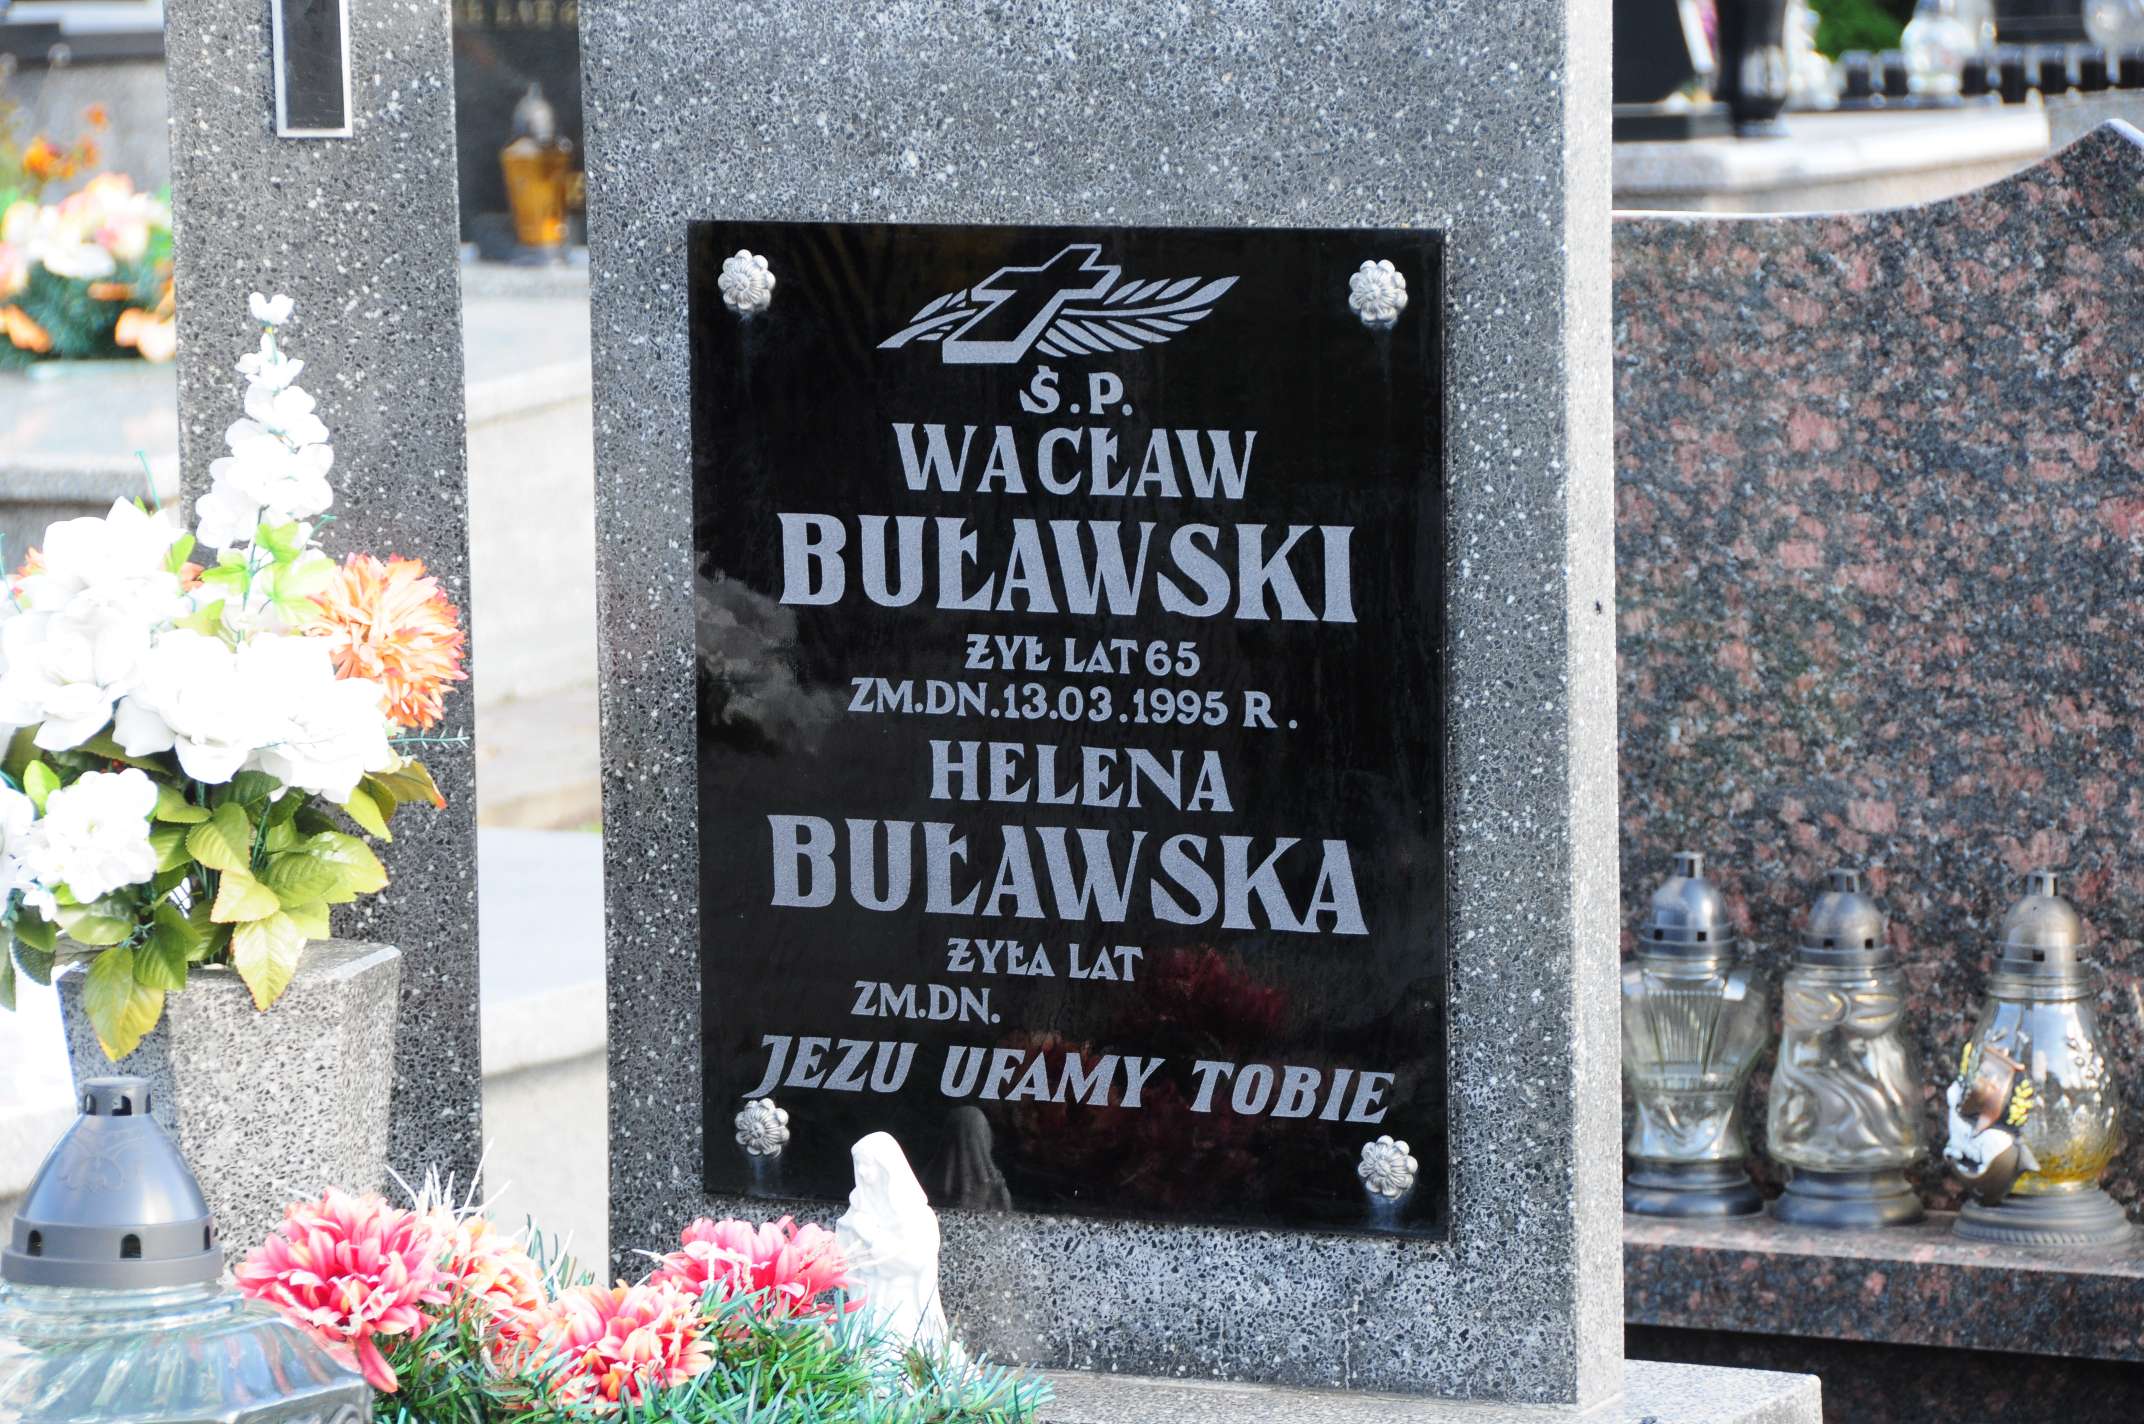 Ś.P.
WACŁAW
BUŁAWSKI
ŻYŁ LAT 65
ZM.DN.13.03.1995 R.
HELENA
BUŁAWSKA
ŻYŁA LAT
ZM.DN.
JEZU UFAMY TOBIE